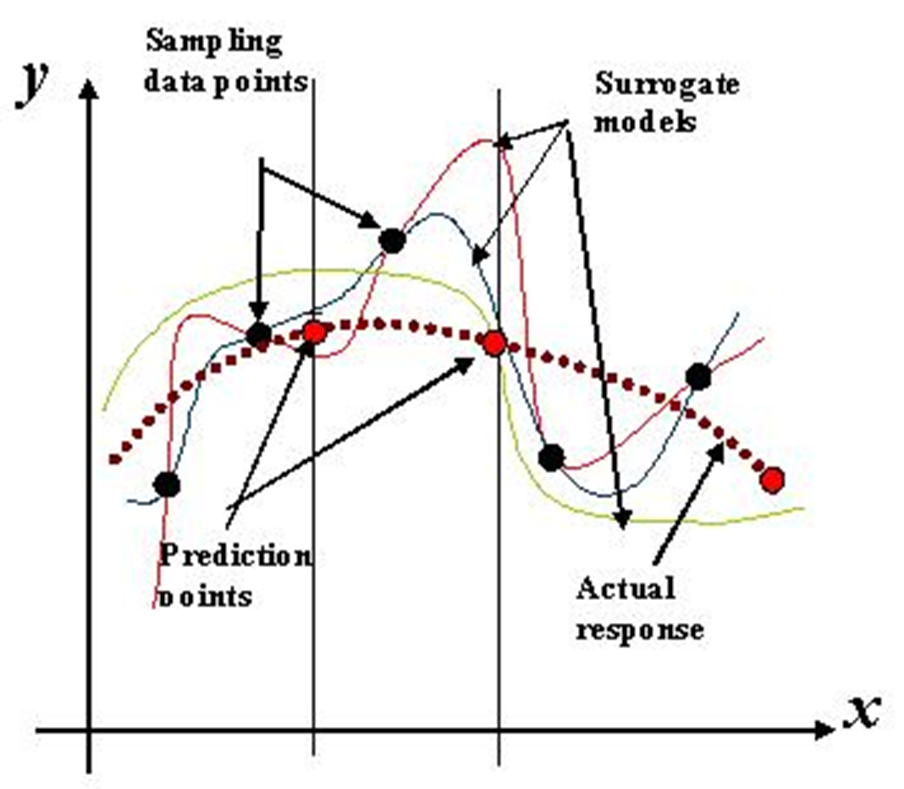 Sampling
data points
y
Surrogate
models
Prediction
points
Actual
response
x